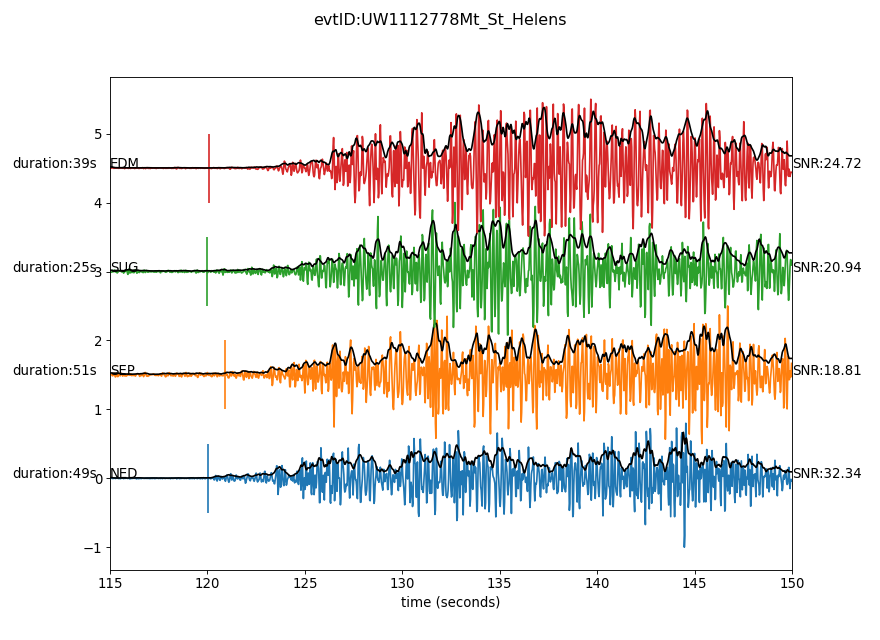 evtID:UW1112778Mt_St_Helens
5
duration:39s EDM SNR:24.72
4
duration:25s 3 SUG SNR:20.94
2
duration:51s SEP SNR:18.81
1
duration:49s 0 NED SNR:32.34
−1
115 120 125 130 135 140 145 150
time (seconds)